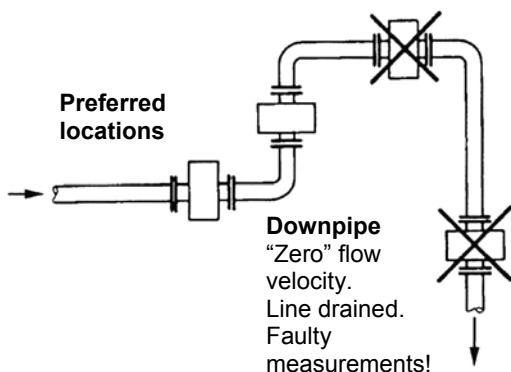 Preferred
locations
Downpipe
“Zero” flow
velocity.
Line drained.
Faulty
measurements!